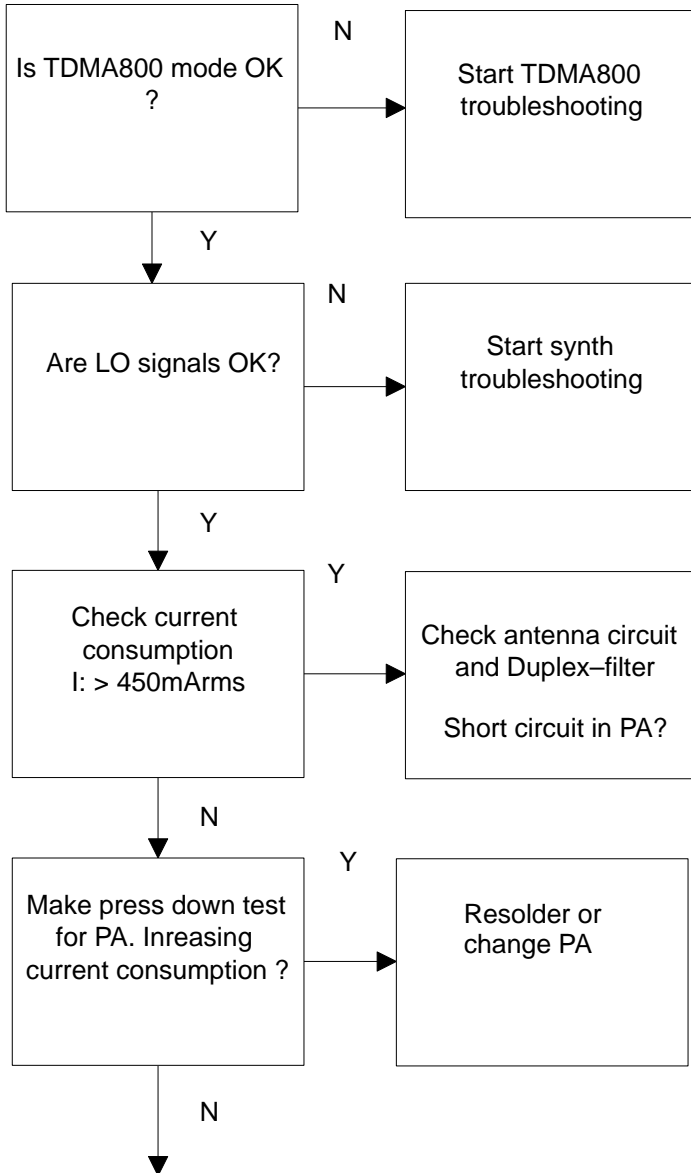 Is TDMA800 mode OK
?
N
Start TDMA800
troubleshooting
Y
Are LO signals OK?
N
Start synth
troubleshooting
Y
Check current
consumption
I: > 450mArms
Y
Check antenna circuit
and Duplex–filter
Short circuit in PA?
N
Make press down test
for PA. Inreasing
current consumption ?
Y
Resolder or
change PA
N